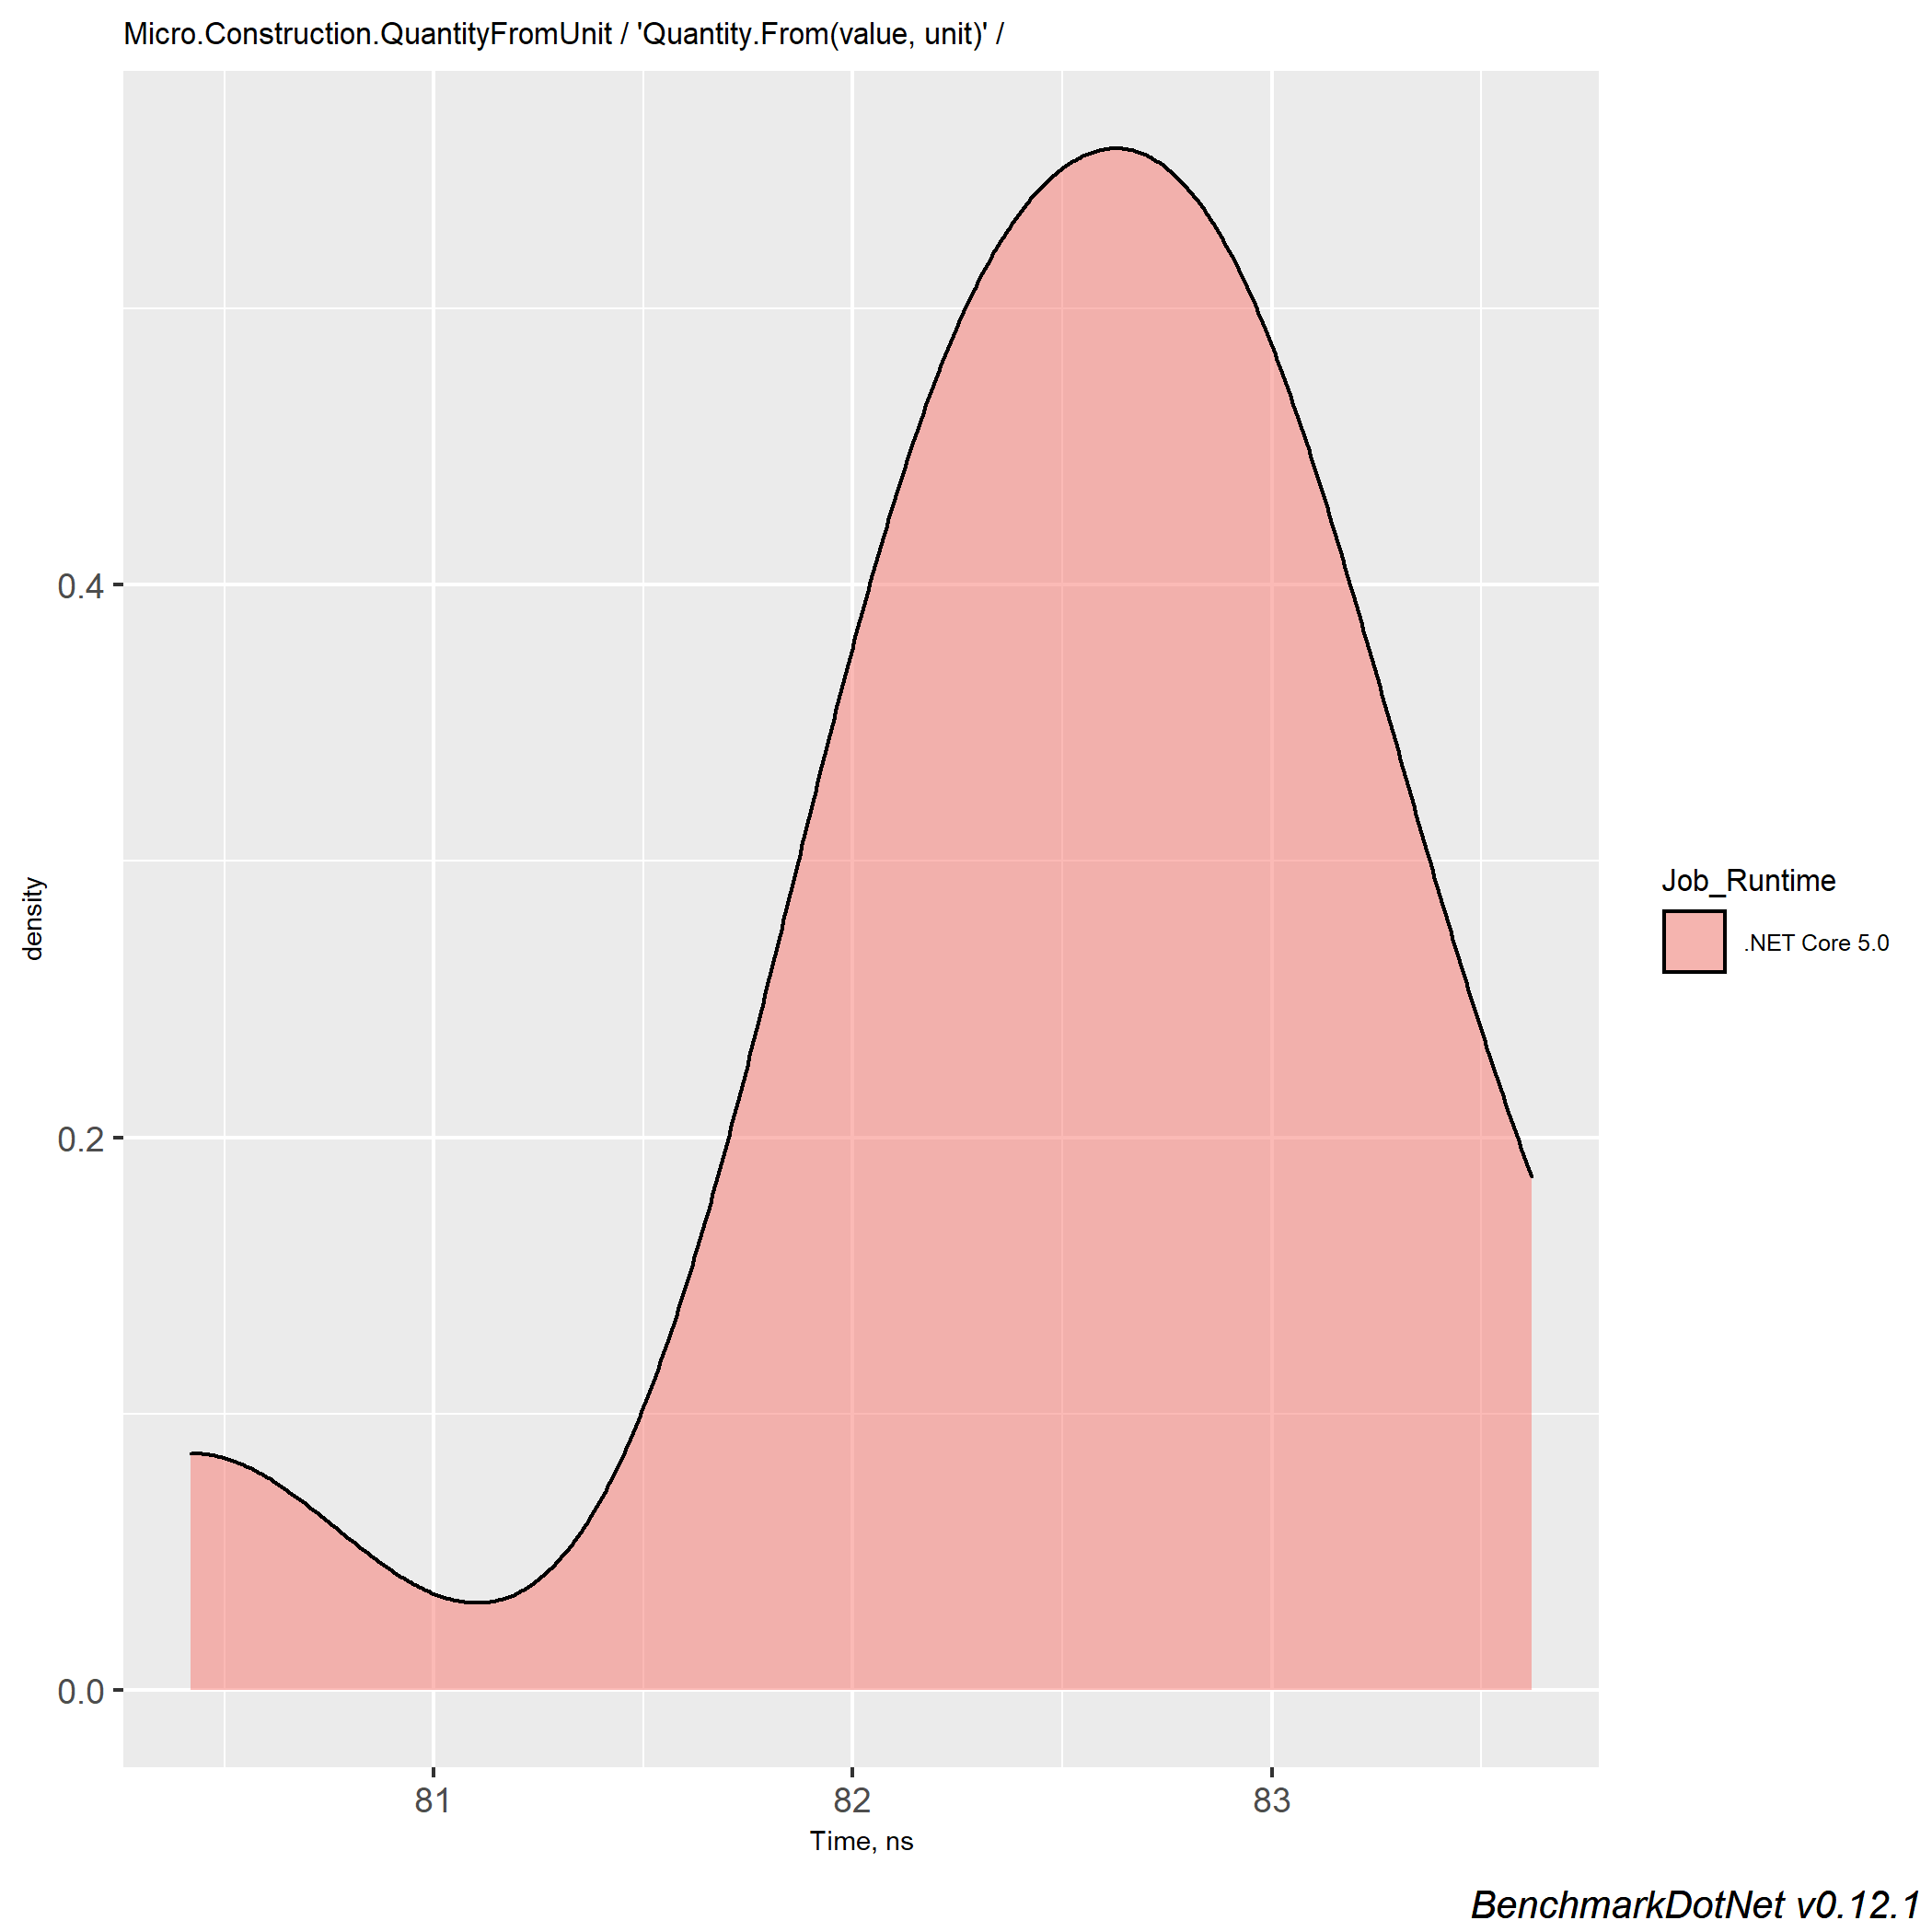 Micro.Construction.QuantityFromUnit / 'Quantity.From(value, unit)' /
0.4
0.2
0.0
density
81 82 83
Time, ns
Job_Runtime
.NET Core 5.0
BenchmarkDotNet v0.12.1